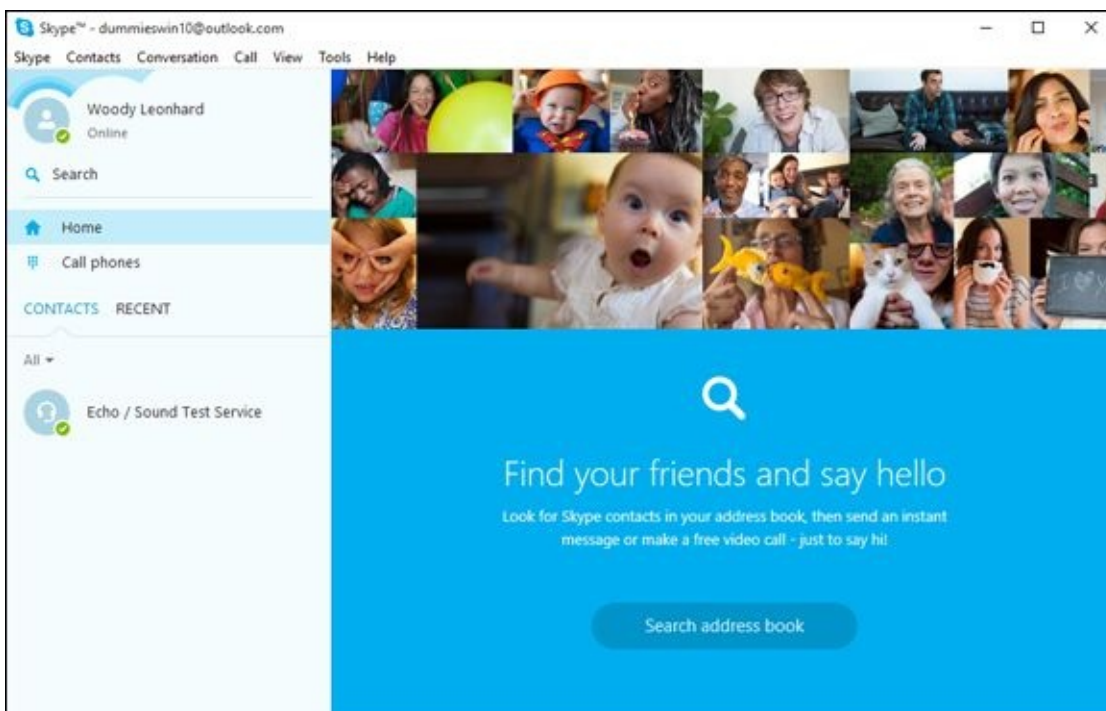 Skype™ - dummieswin10@outlook.com
Skype Contacts Conversation Call View Tools Help
Woody Leonhard
Online
Search
Home
Call phones
CONTACTS RECENT
All
Echo / Sound Test Service
I ♥ Y
Find your friends and say hello
Look for Skype contacts in your address book, then send an instant
message or make a free video call - just to say hi!
Search address book